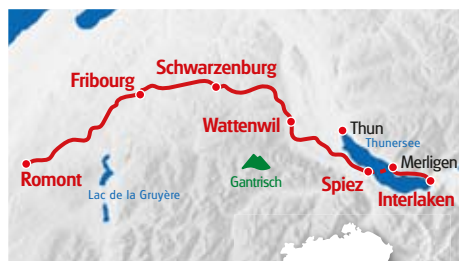 Schwarzenburg
Fribourg
Thun
Wattenwil
Thunersee
Merligen
Romont
Lac de la Gruyère
Gantrisch
Spiez
Interlaken